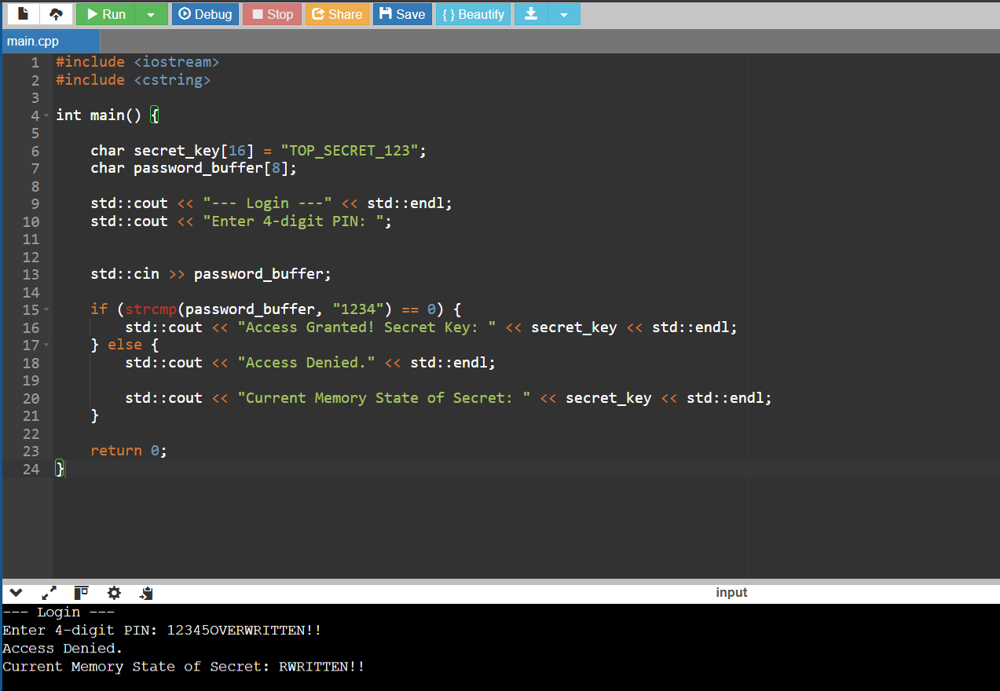 Run Debug Stop Share Save { } Beautify
main.cpp
1 #include <iostream>
2 #include <cstring>
3
4 int main() {
5
6     char secret_key[16] = "TOP_SECRET_123";
7     char password_buffer[8];
8
9     std::cout << "--- Login ---" << std::endl;
10     std::cout << "Enter 4-digit PIN: ";
11
12
13     std::cin >> password_buffer;
14
15     if (strcmp(password_buffer, "1234") == 0) {
16         std::cout << "Access Granted! Secret Key: " << secret_key << std::endl;
17     } else {
18         std::cout << "Access Denied." << std::endl;
19
20         std::cout << "Current Memory State of Secret: " << secret_key << std::endl;
21     }
22
23     return 0;
24 }
input
--- Login ---
Enter 4-digit PIN: 12345OVERWRITTEN!!
Access Denied.
Current Memory State of Secret: RWRITTEN!!